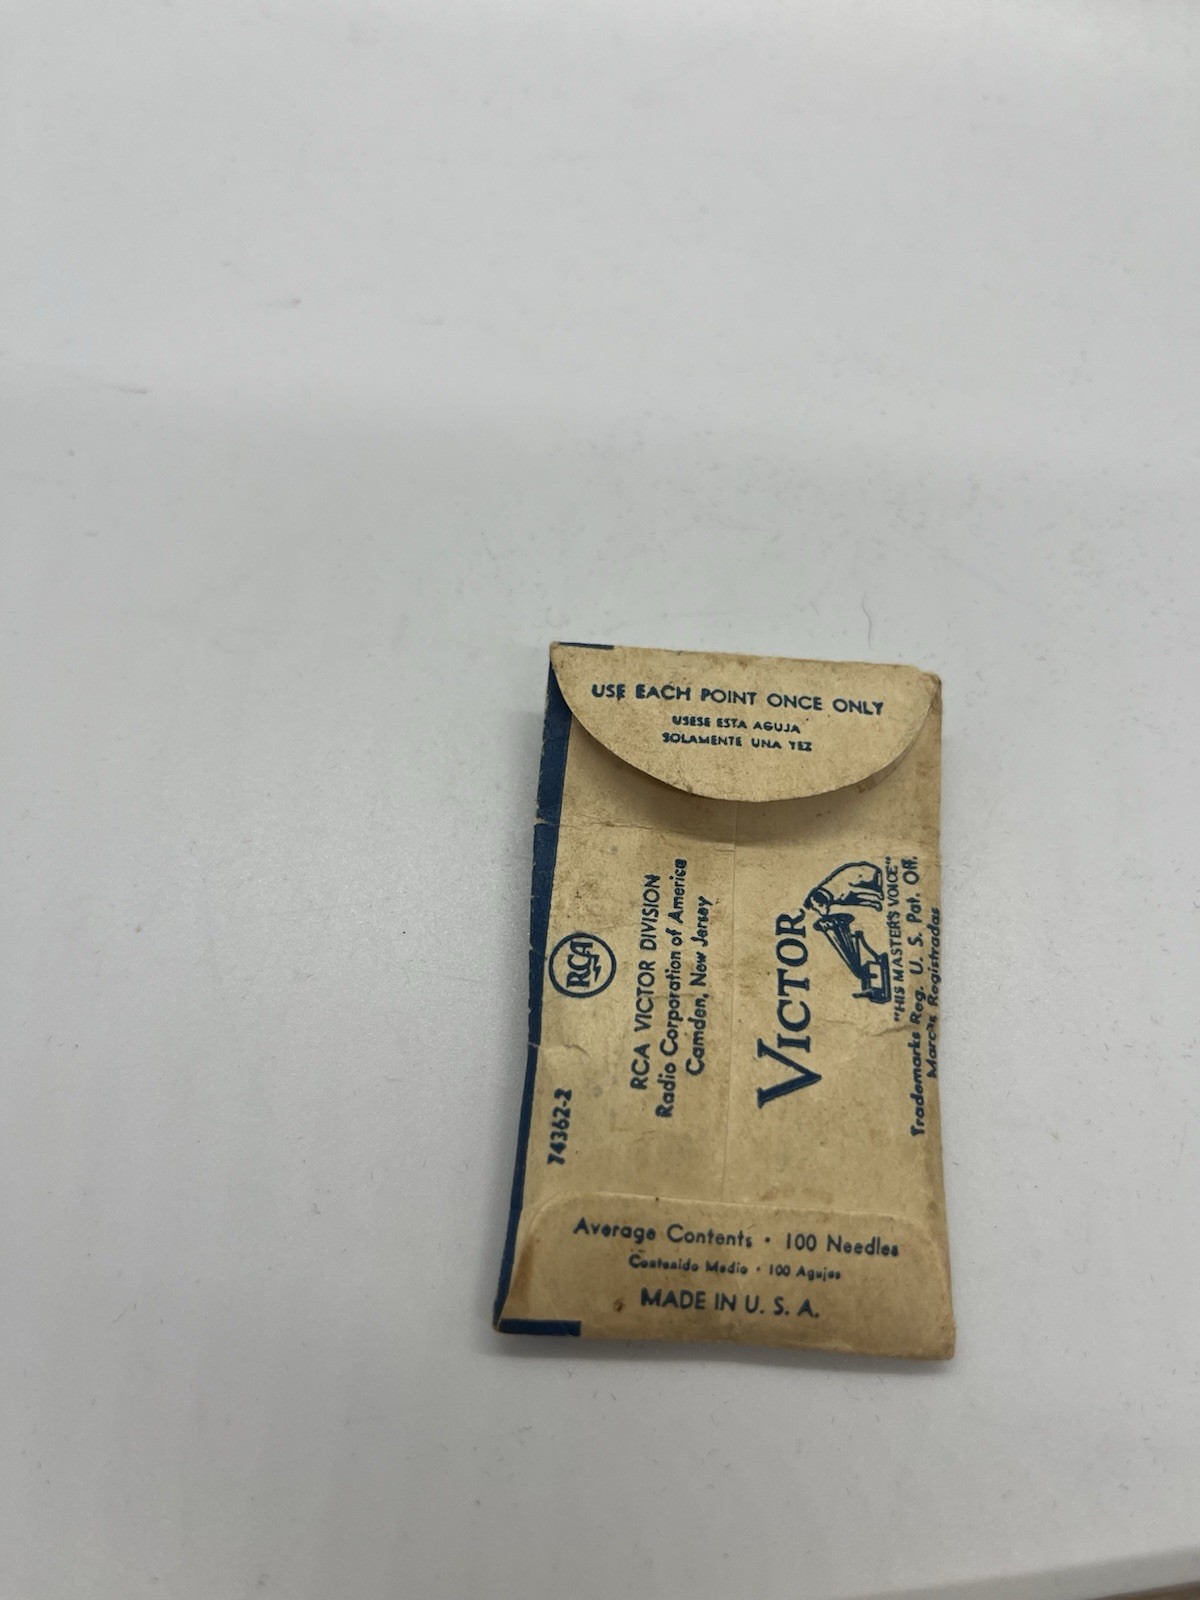 USE EACH POINT ONCE ONLY
USESE ESTA AGUJA
SOLAMENTE UNA VEZ
RCA
74362-2
RCA VICTOR DIVISION
Radio Corporation of America
Camden, New Jersey
VICTOR
"HIS MASTER'S VOICE"
Trademarks Reg. U. S. Pat. Off.
Marcas Registradas
Average Contents • 100 Needles
Contenido Medio • 100 Agujas
MADE IN U. S. A.